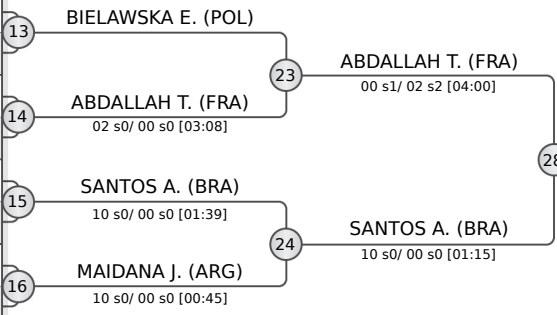 BIELAWSKA E. (POL)
13
23
ABDALLAH T. (FRA)
00 s1/ 02 s2 [04:00]
ABDALLAH T. (FRA)
14
02 s0/ 00 s0 [03:08]
28
SANTOS A. (BRA)
15
10 s0/ 00 s0 [01:39]
24
SANTOS A. (BRA)
10 s0/ 00 s0 [01:15]
MAIDANA J. (ARG)
16
10 s0/ 00 s0 [00:45]